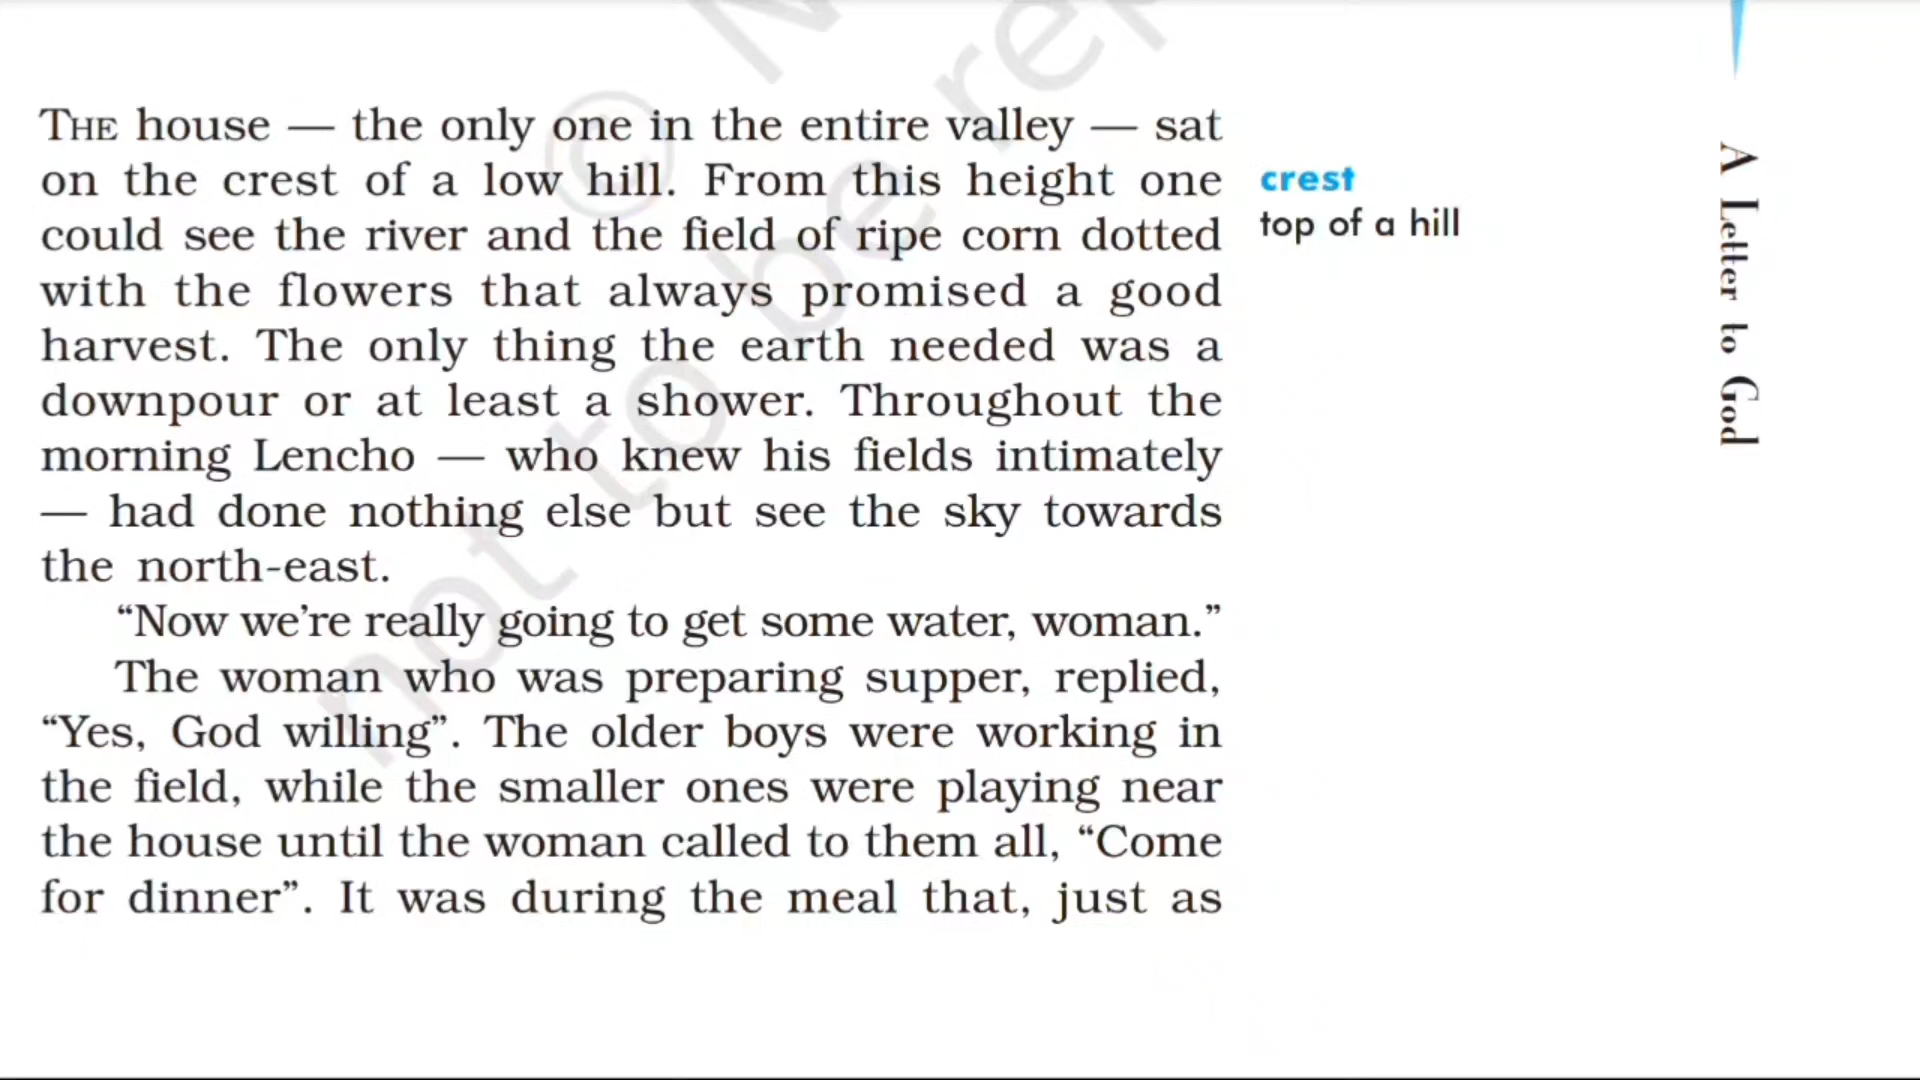 THE house — the only one in the entire valley — sat
on the crest of a low hill. From this height one
could see the river and the field of ripe corn dotted
with the flowers that always promised a good
harvest. The only thing the earth needed was a
downpour or at least a shower. Throughout the
morning Lencho — who knew his fields intimately
— had done nothing else but see the sky towards
the north-east.
“Now we’re really going to get some water, woman.”
The woman who was preparing supper, replied,
“Yes, God willing”. The older boys were working in
the field, while the smaller ones were playing near
the house until the woman called to them all, “Come
for dinner”. It was during the meal that, just as
crest
top of a hill
A Letter to God
©
not to be